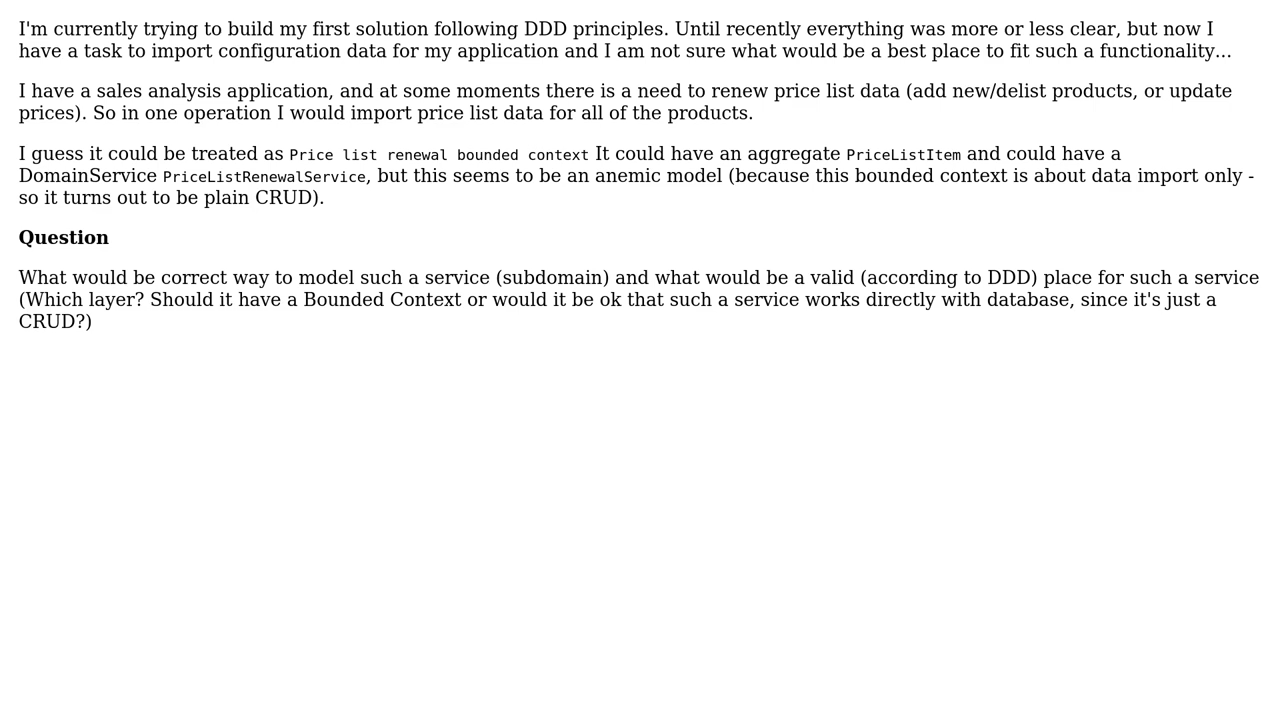 I'm currently trying to build my first solution following DDD principles. Until recently everything was more or less clear, but now I
have a task to import configuration data for my application and I am not sure what would be a best place to fit such a functionality...
I have a sales analysis application, and at some moments there is a need to renew price list data (add new/delist products, or update
prices). So in one operation I would import price list data for all of the products.
I guess it could be treated as Price list renewal bounded context It could have an aggregate PriceListItem and could have a
DomainService PriceListRenewalService, but this seems to be an anemic model (because this bounded context is about data import only -
so it turns out to be plain CRUD).
Question
What would be correct way to model such a service (subdomain) and what would be a valid (according to DDD) place for such a service
(Which layer? Should it have a Bounded Context or would it be ok that such a service works directly with database, since it's just a
CRUD?)